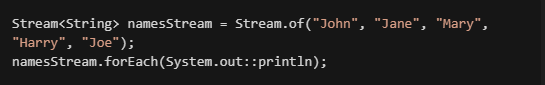 Stream<String> namesStream = Stream.of("John", "Jane", "Mary",
"Harry", "Joe");
namesStream.forEach(System.out::println);